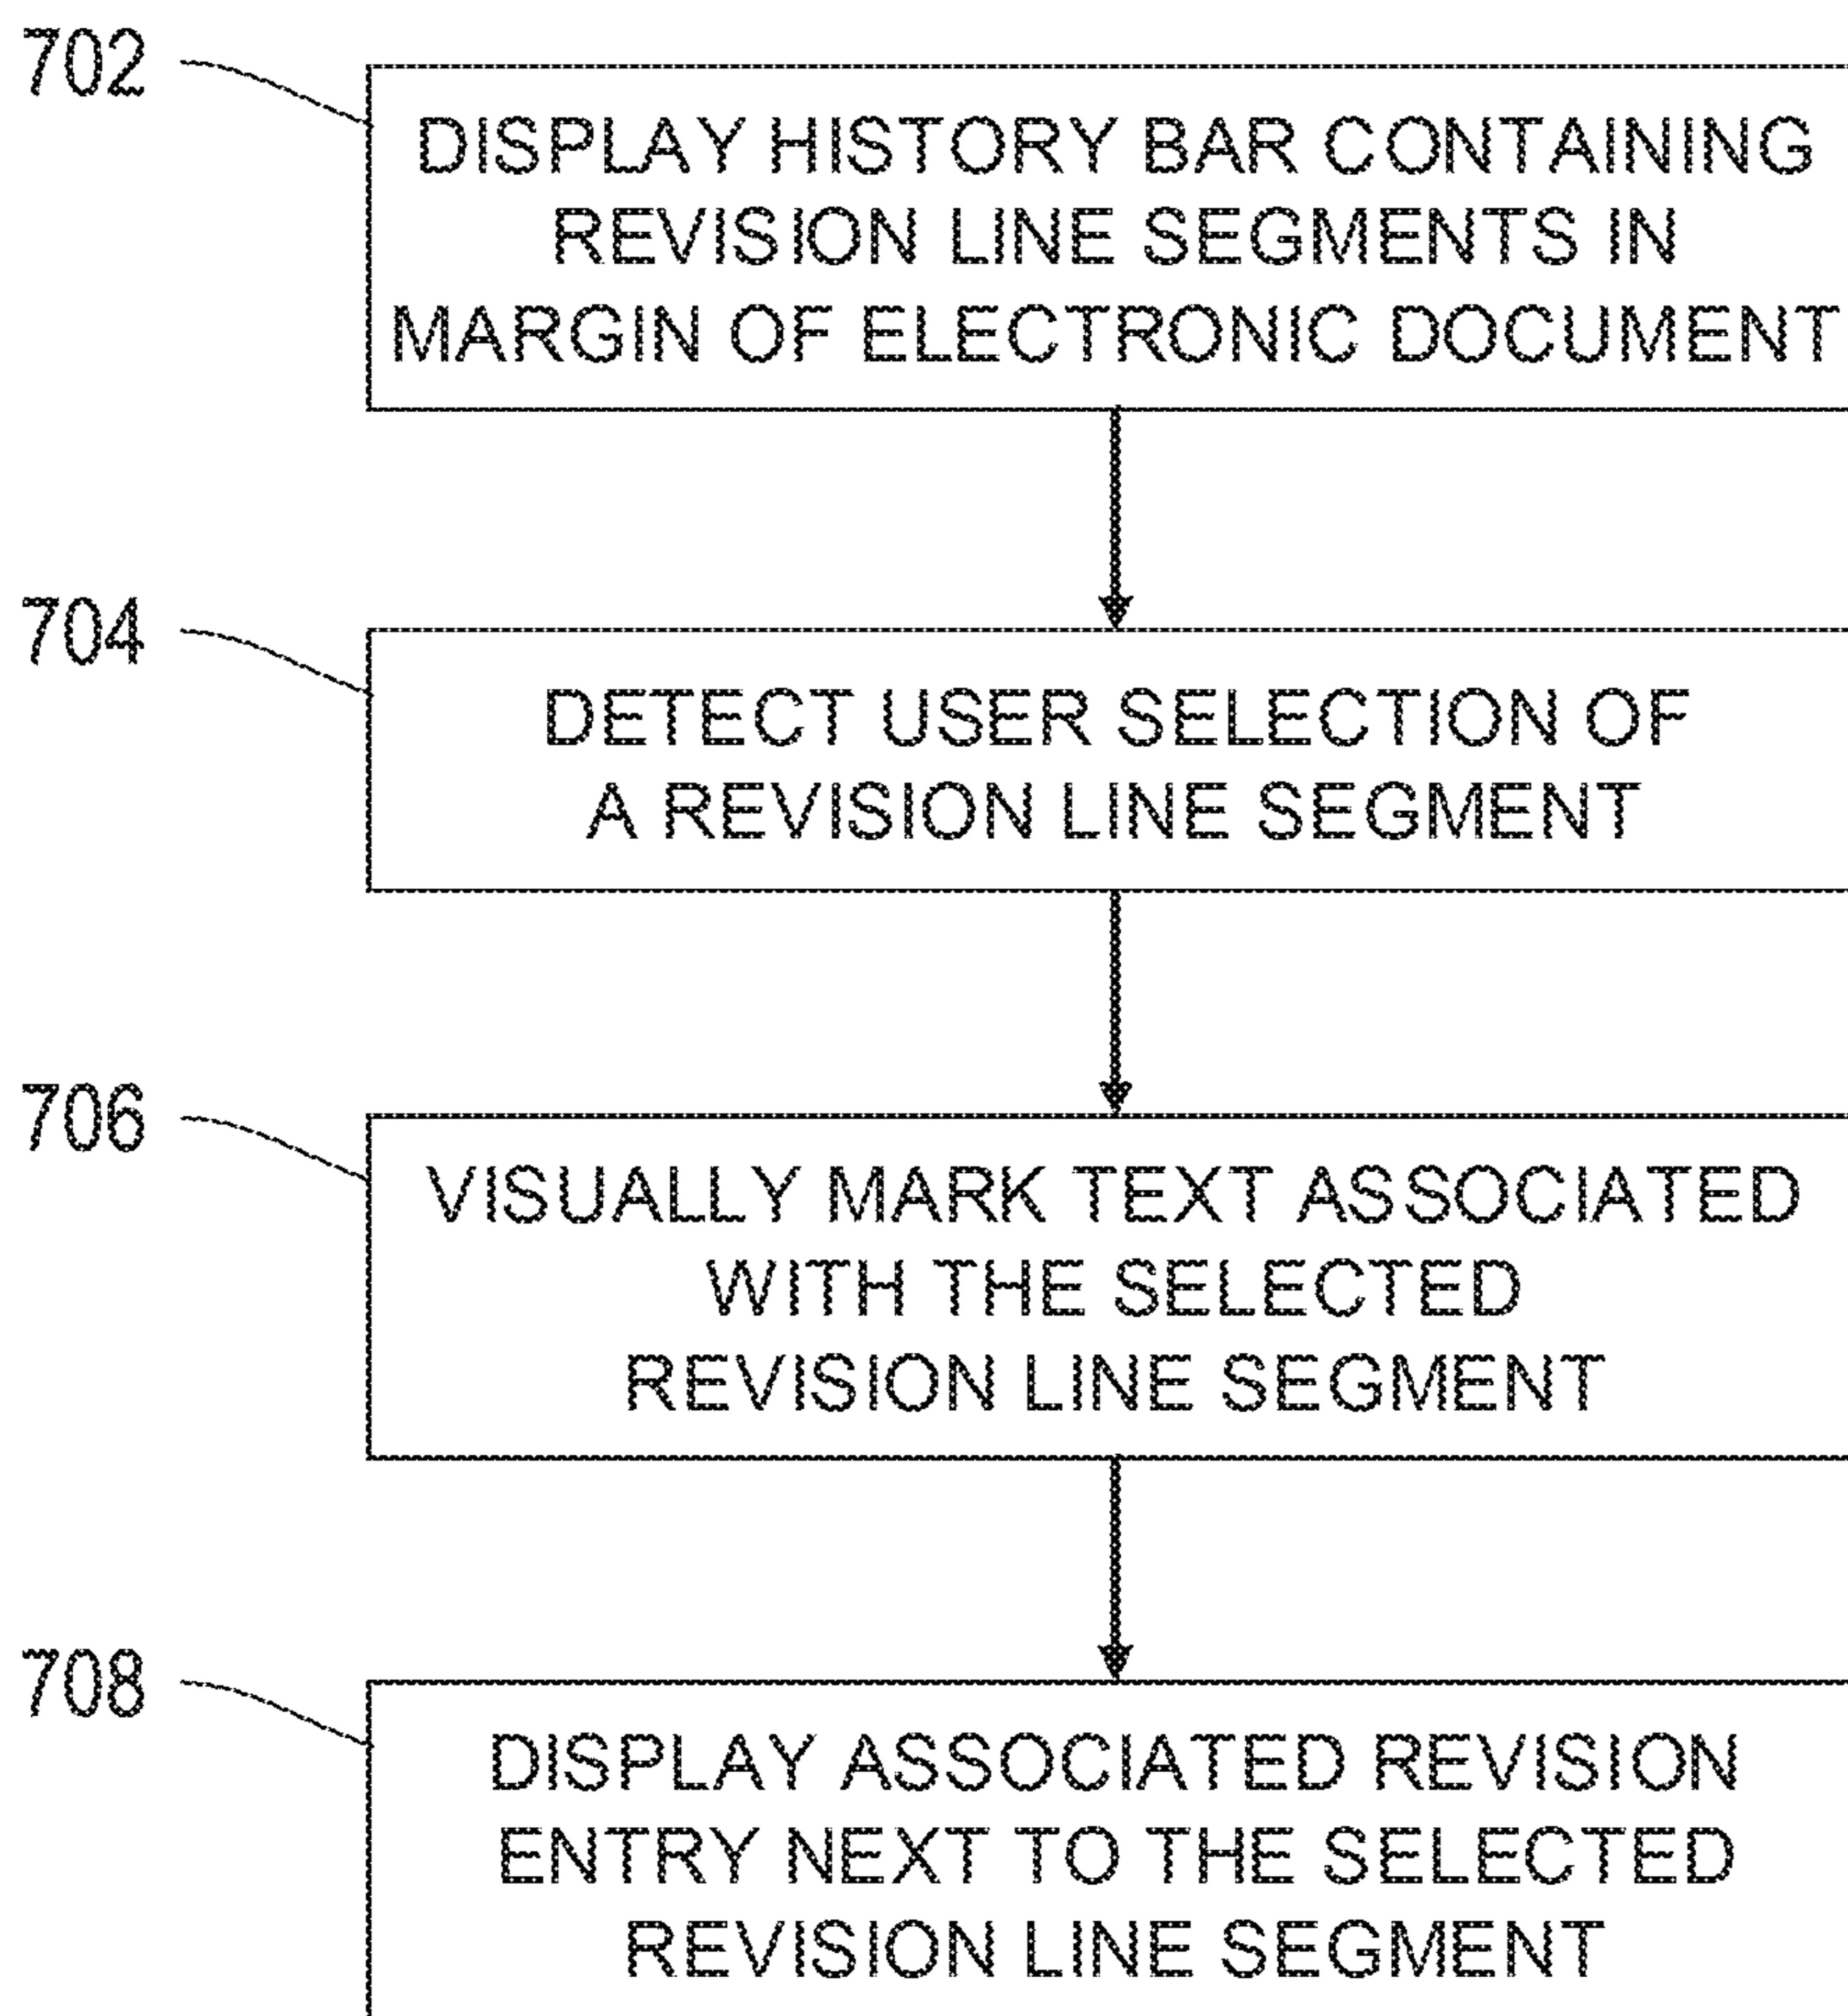 702
DISPLAY HISTORY BAR CONTAINING
REVISION LINE SEGMENTS IN
MARGIN OF ELECTRONIC DOCUMENT
704
DETECT USER SELECTION OF
A REVISION LINE SEGMENT
706
VISUALLY MARK TEXT ASSOCIATED
WITH THE SELECTED
REVISION LINE SEGMENT
708
DISPLAY ASSOCIATED REVISION
ENTRY NEXT TO THE SELECTED
REVISION LINE SEGMENT